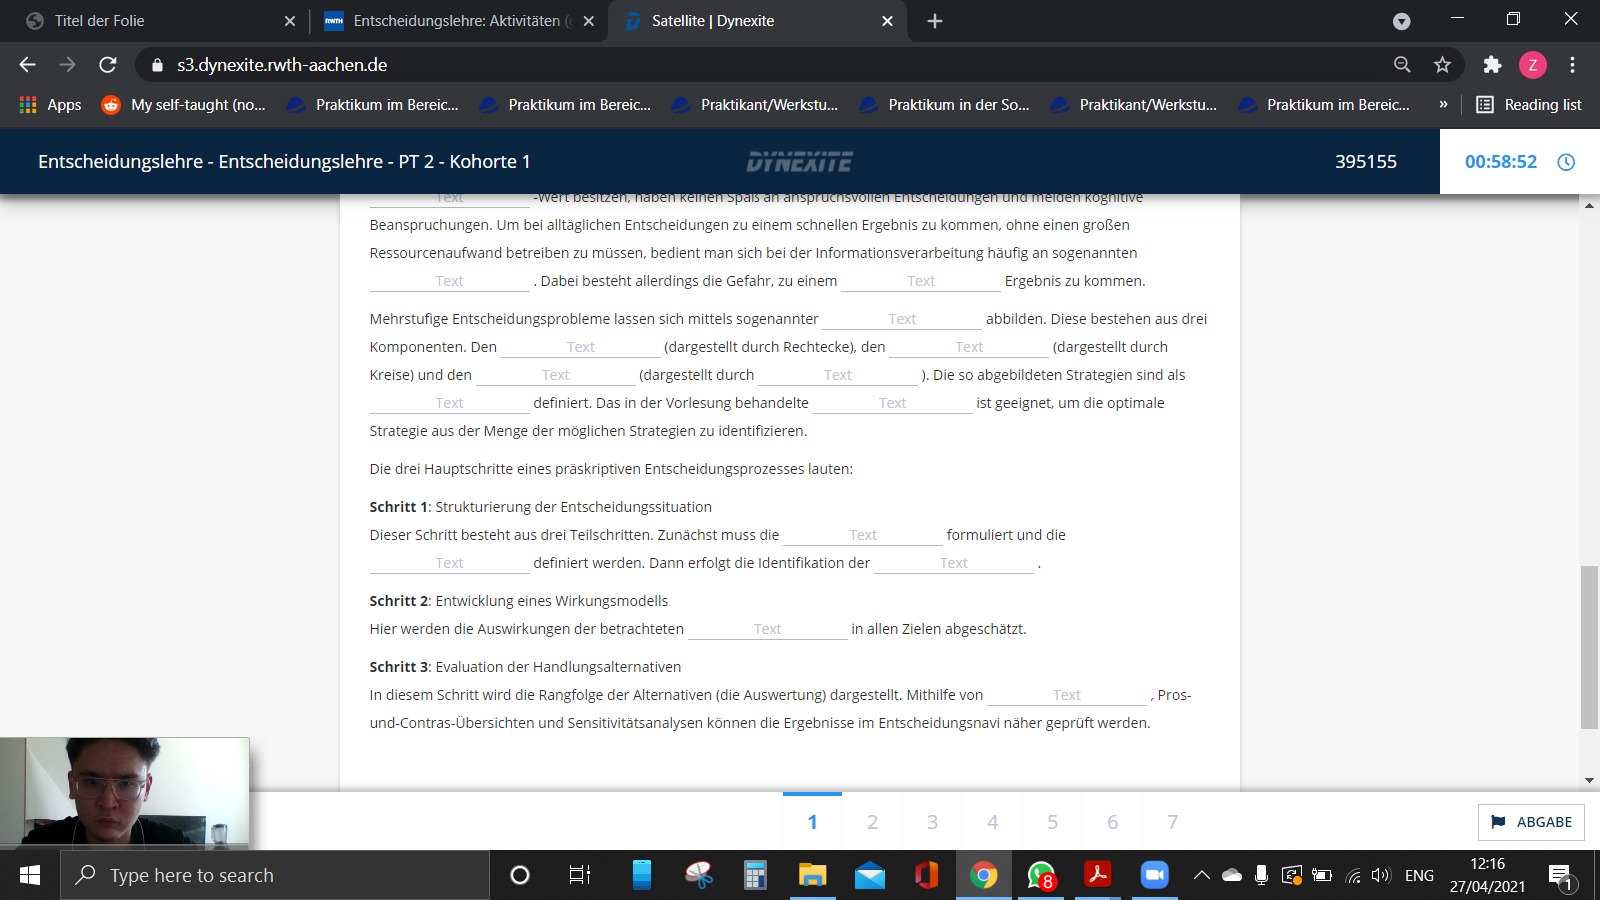 Titel der Folie
RWTH Entscheidungslehre: Aktivitäten (
Satellite | Dynexite
s3.dynexite.rwth-aachen.de
Z
Apps My self-taught (no... Praktikum im Bereic... Praktikum im Bereic... Praktikant/Werkstu... Praktikum in der So... Praktikant/Werkstu... Praktikum im Bereic... » Reading list
Entscheidungslehre - Entscheidungslehre - PT 2 - Kohorte 1 DYNEXITE 395155 00:58:52
Text -Wert besitzen, haben keinen Spaß an anspruchsvollen Entscheidungen und meiden kognitive
Beanspruchungen. Um bei alltäglichen Entscheidungen zu einem schnellen Ergebnis zu kommen, ohne einen großen
Ressourcenaufwand betreiben zu müssen, bedient man sich bei der Informationsverarbeitung häufig an sogenannten
Text . Dabei besteht allerdings die Gefahr, zu einem Text Ergebnis zu kommen.
Mehrstufige Entscheidungsprobleme lassen sich mittels sogenannter Text abbilden. Diese bestehen aus drei
Komponenten. Den Text (dargestellt durch Rechtecke), den Text (dargestellt durch
Kreise) und den Text (dargestellt durch Text ). Die so abgebildeten Strategien sind als
Text definiert. Das in der Vorlesung behandelte Text ist geeignet, um die optimale
Strategie aus der Menge der möglichen Strategien zu identifizieren.
Die drei Hauptschritte eines präskriptiven Entscheidungsprozesses lauten:
Schritt 1: Strukturierung der Entscheidungssituation
Dieser Schritt besteht aus drei Teilschritten. Zunächst muss die Text formuliert und die
Text definiert werden. Dann erfolgt die Identifikation der Text .
Schritt 2: Entwicklung eines Wirkungsmodells
Hier werden die Auswirkungen der betrachteten Text in allen Zielen abgeschätzt.
Schritt 3: Evaluation der Handlungsalternativen
In diesem Schritt wird die Rangfolge der Alternativen (die Auswertung) dargestellt. Mithilfe von Text , Pros-
und-Contras-Übersichten und Sensitivitätsanalysen können die Ergebnisse im Entscheidungsnavi näher geprüft werden.
1 2 3 4 5 6 7 ABGABE
Type here to search 8 ENG 12:16
27/04/2021 1